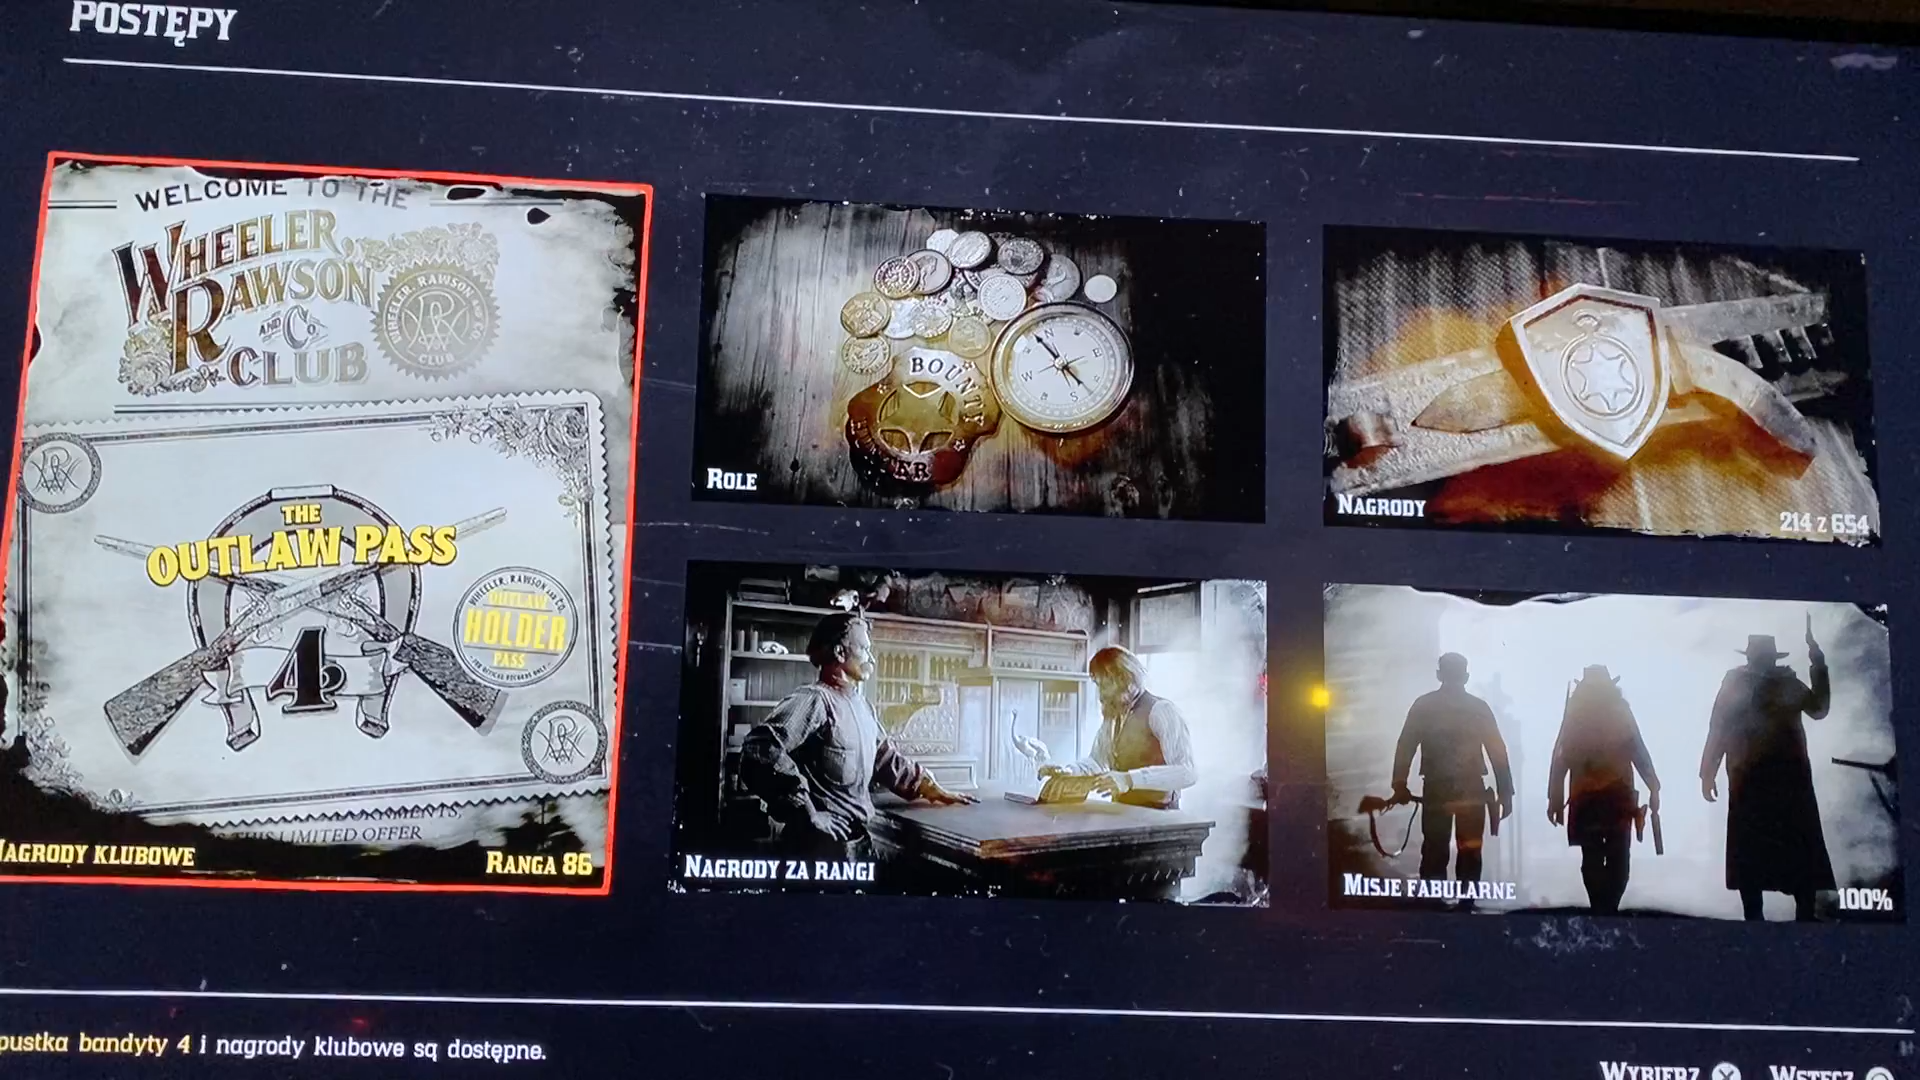 POSTĘPY
WELCOME TO THE
WHEELER,
RAWSON
AND Co.
CLUB
WHEELER, RAWSON AND CO.
CLUB
THE
OUTLAW PASS
4
WHEELER, RAWSON AND CO.
OUTLAW
HOLDER
PASS
THIS LIMITED OFFER
NAGRODY KLUBOWE
RANGA 86
BOUNTY
HUNTER
ROLE
NAGRODY
214 Z 654
NAGRODY ZA RANGI
MISJE FABULARNE
100%
pustka bandyty 4 i nagrody klubowe są dostępne.
WYBIERZ
WSTECZ